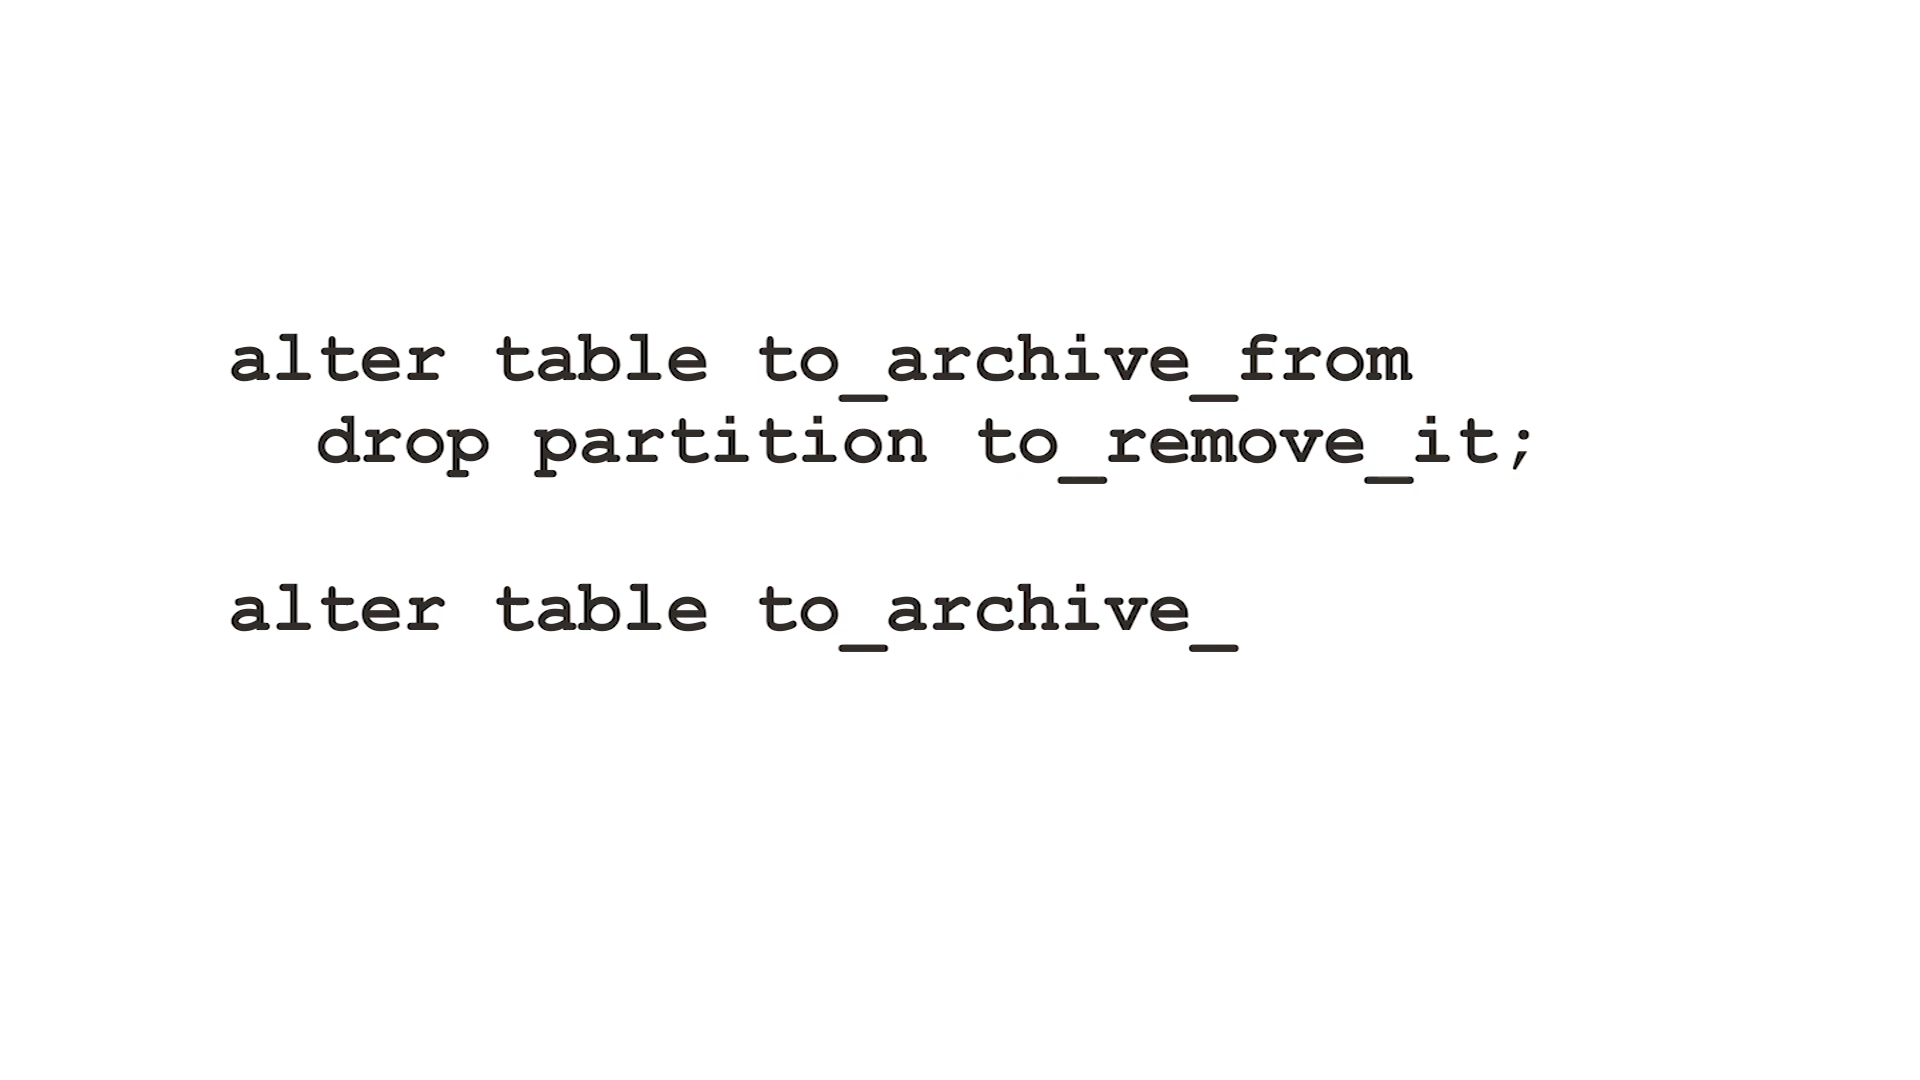 alter table to_archive_from
drop partition to_remove_it;
alter table to_archive_